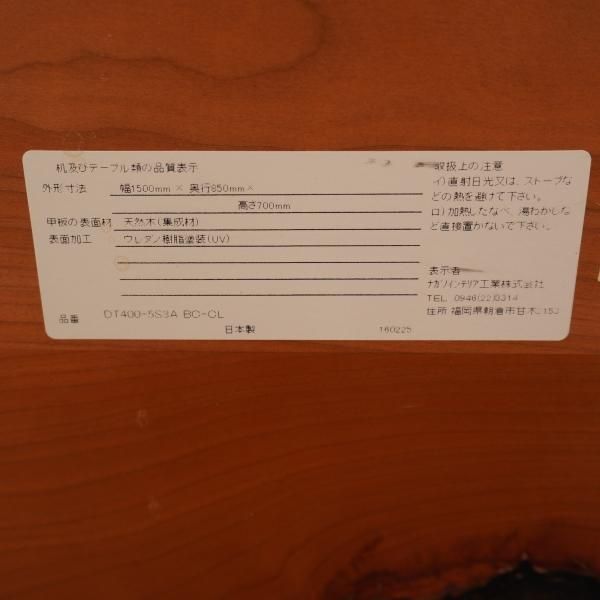 机及びテーブル類の品質表示
外形寸法 幅1500mm × 奥行850mm×
高さ700mm
甲板の表面材 天然木(集成材)
表面加工 ウレタン樹脂塗装(UV)
品番 DT400-5S3A BC-CL
日本製 160225
取扱上の注意
イ)直射日光又は、ストーブな
どの熱を避けて下さい。
ロ)加熱したなべ、湯わかしな
ど直接置かないで下さい。
表示者
ナガノインテリア工業株式会社
TEL 0946(22)3314
住所 福岡県朝倉市甘木